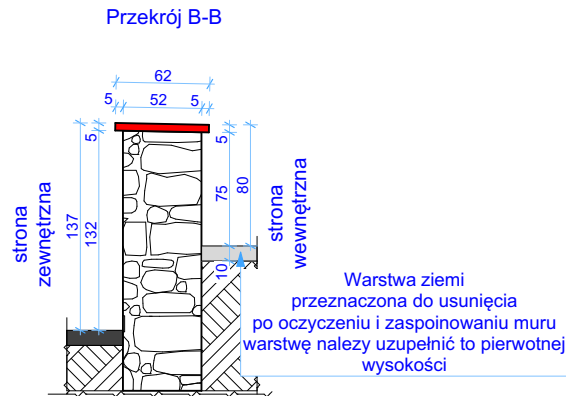 Przekrój B-B
62
5 52 5
5 5
137 132 75 80
strona zewnętrzna
strona wewnętrzna
10
Warstwa ziemi
przeznaczona do usunięcia
po oczyczeniu i zaspoinowaniu muru
warstwę nalezy uzupełnić to pierwotnej
wysokości